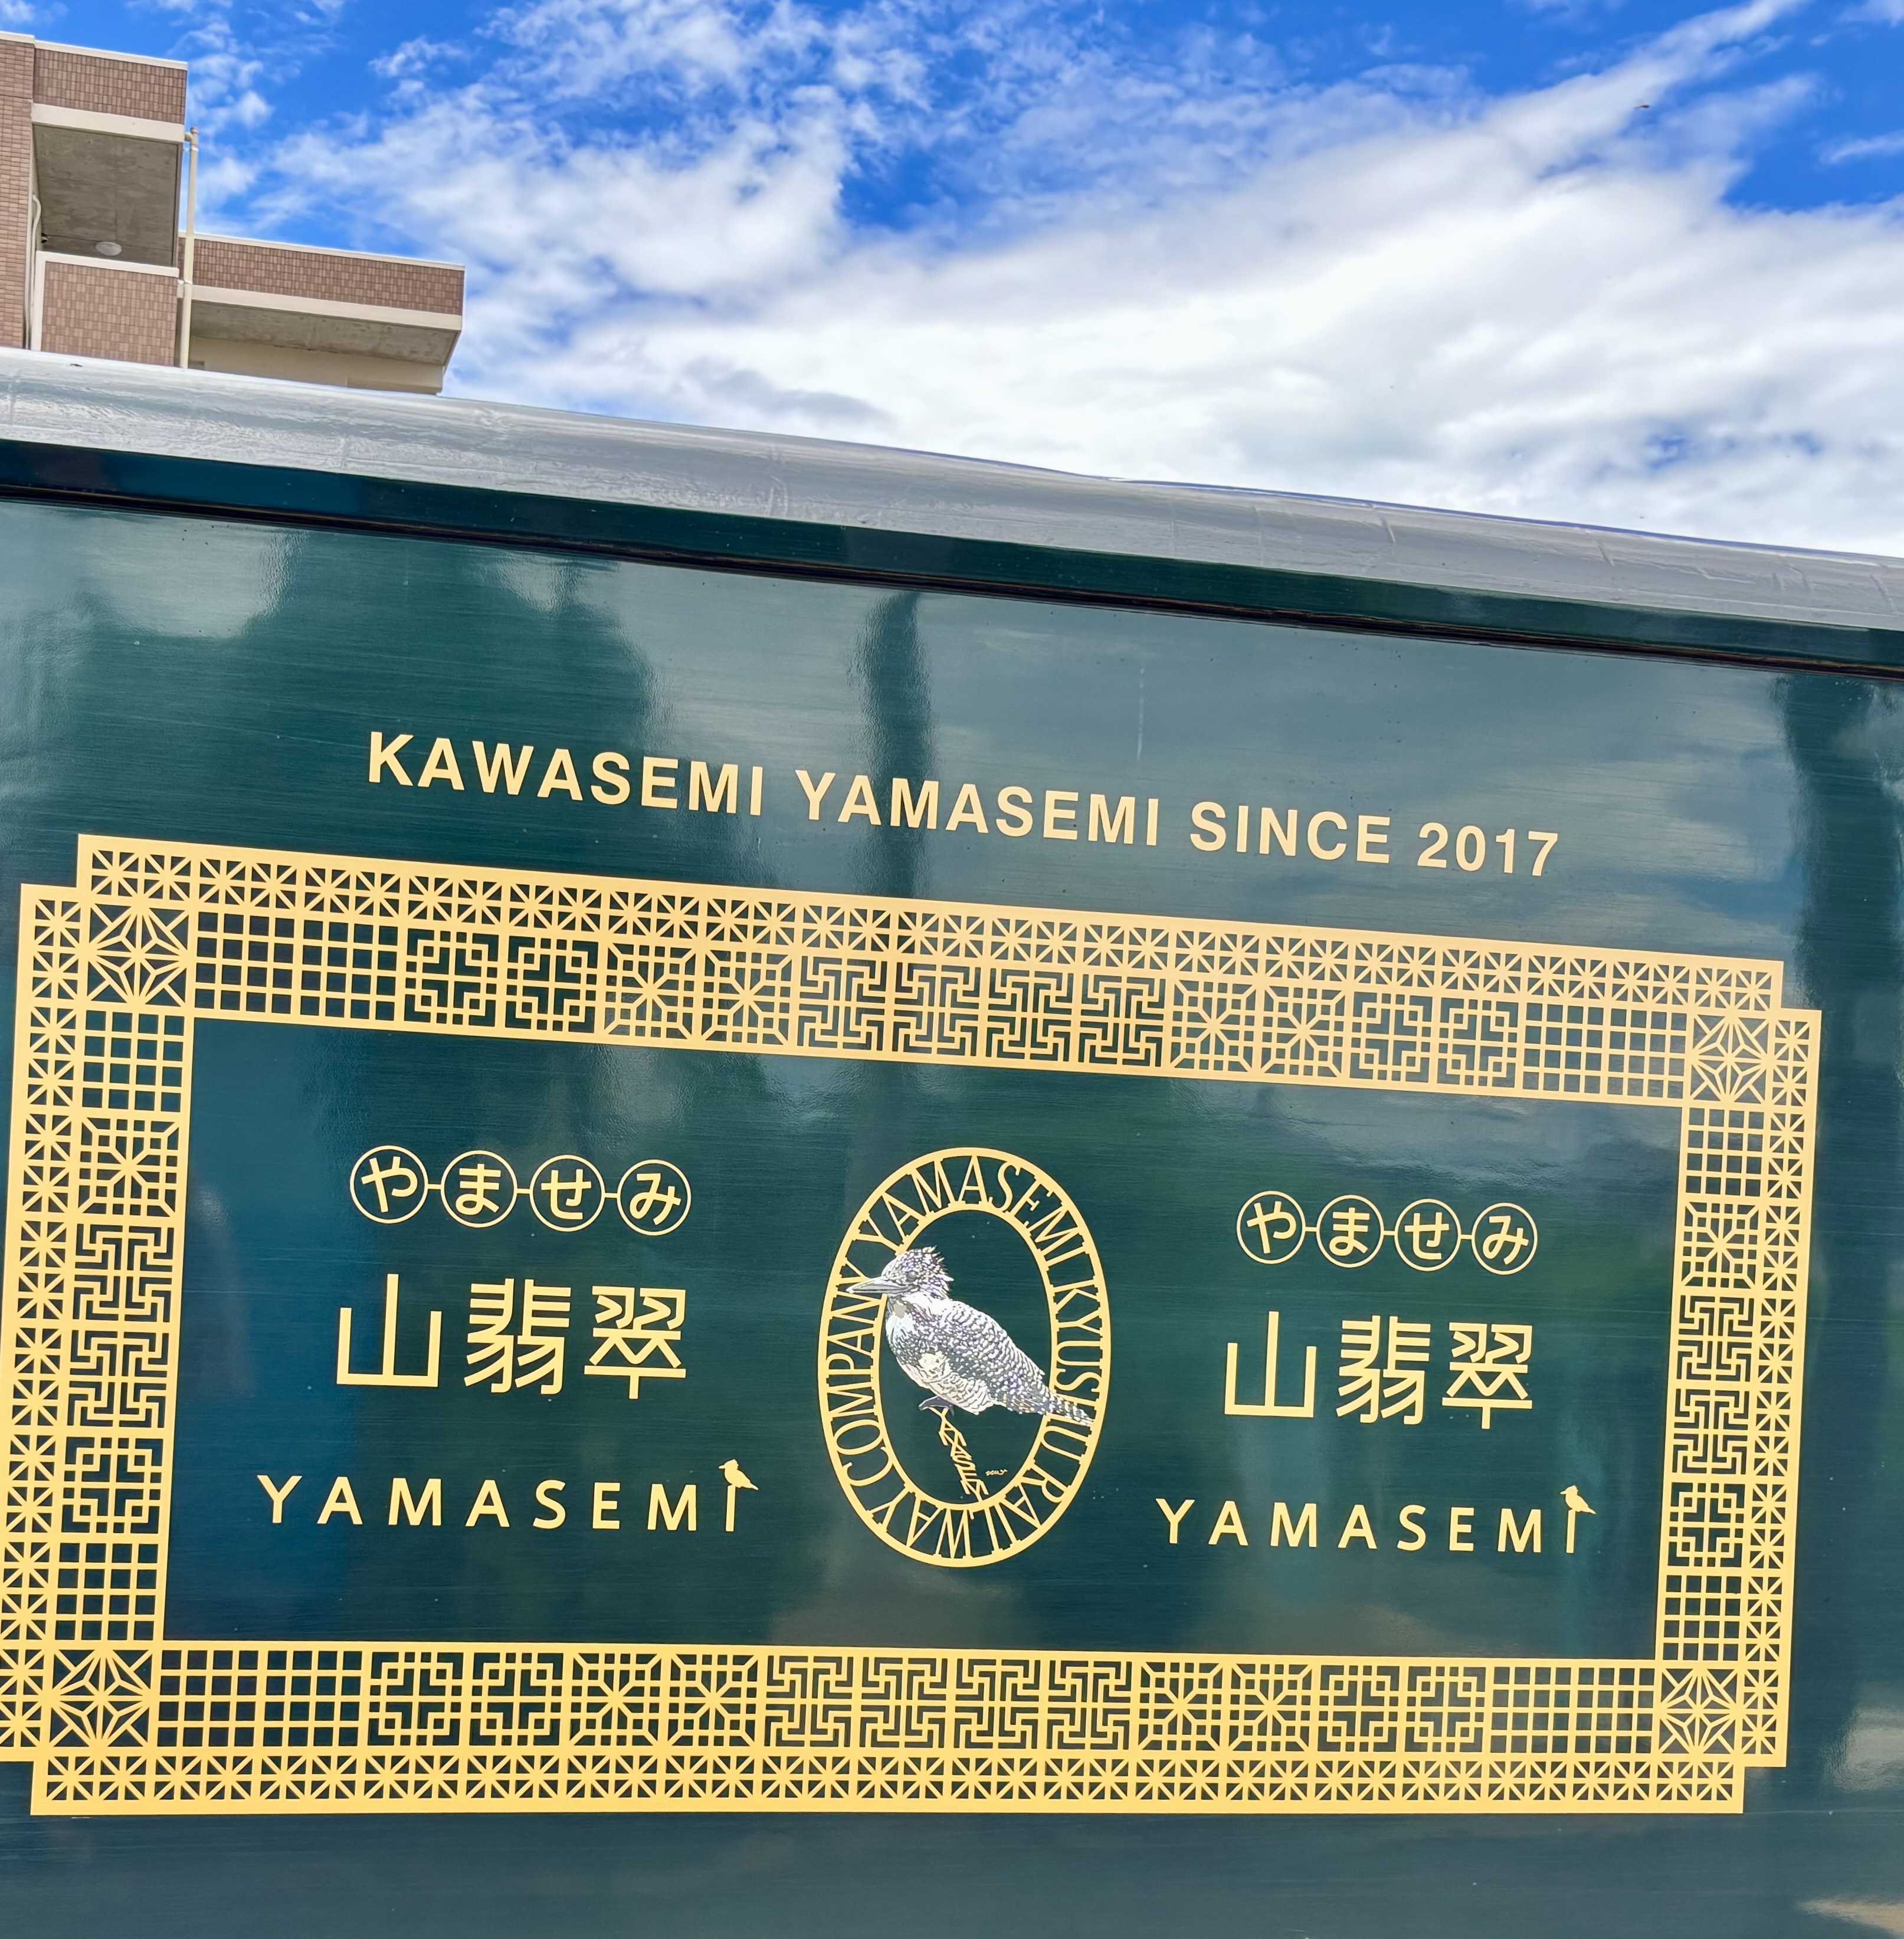 KAWASEMI YAMASEMI SINCE 2017
やませみ
山翡翠
YAMASEMI
YAMASEMI KYUSHU RAILWAY COMPANY
やませみ
山翡翠
YAMASEMI